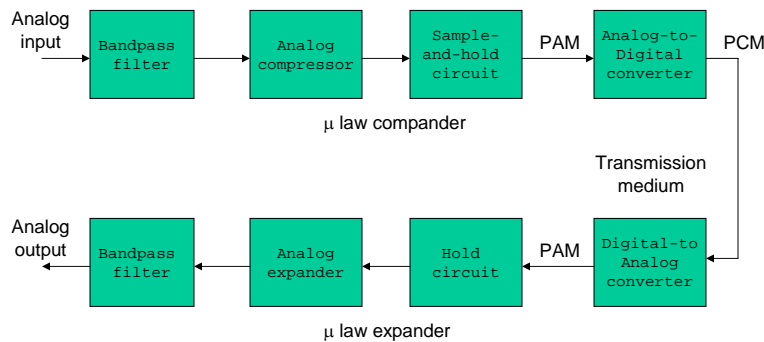 Analog
input
Bandpass
filter
Analog
compressor
Sample-
and-hold
circuit
PAM
Analog-to-
Digital
converter
PCM
μ law compander
Transmission
medium
Analog
output
Bandpass
filter
Analog
expander
Hold
circuit
PAM
Digital-to
Analog
converter
μ law expander